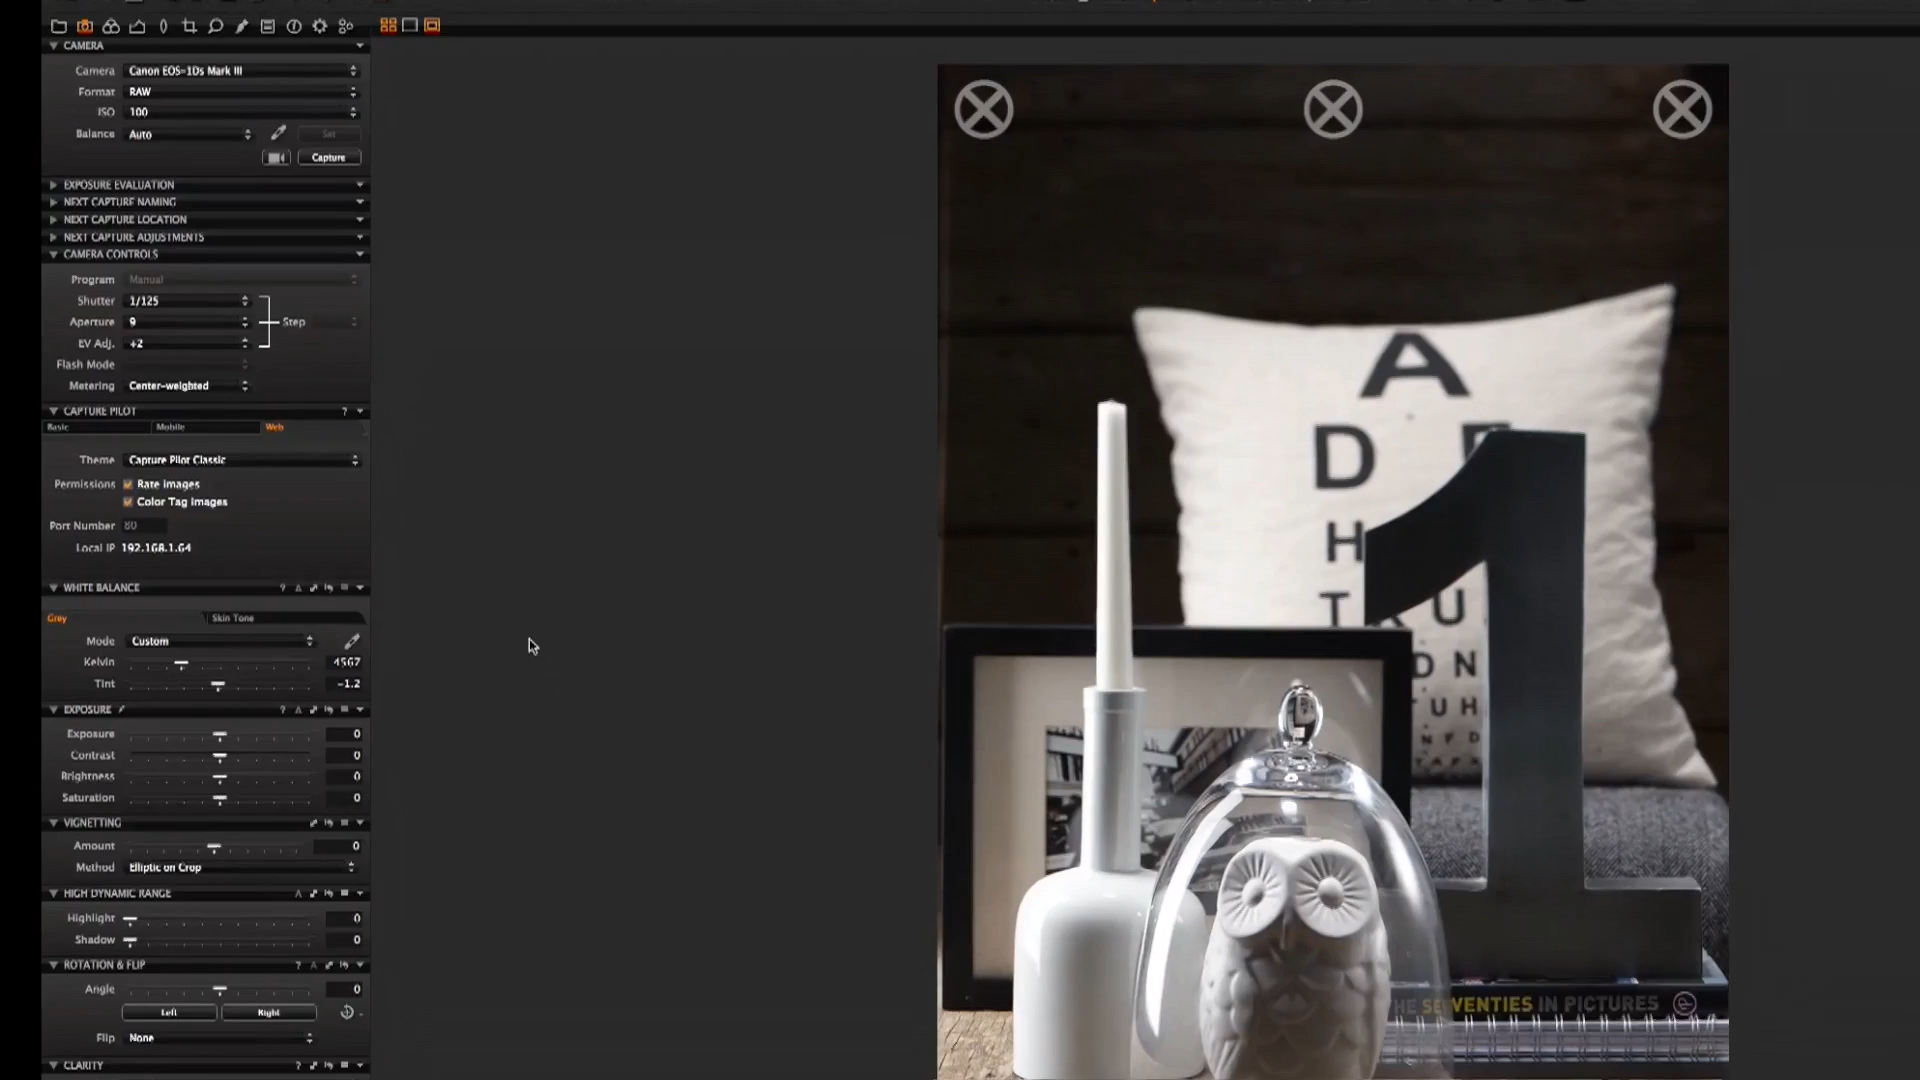 CAMERA
Camera Canon EOS-1Ds Mark III
Format RAW
ISO 100
Balance Auto Set
Capture
EXPOSURE EVALUATION
NEXT CAPTURE NAMING
NEXT CAPTURE LOCATION
NEXT CAPTURE ADJUSTMENTS
CAMERA CONTROLS
Program Manual
Shutter 1/125
Aperture 9 Step
EV Adj. +2
Flash Mode
Metering Center-weighted
CAPTURE PILOT ?
Basic Mobile Web
Theme Capture Pilot Classic
Permissions Rate Images
Color Tag Images
Port Number 80
Local IP 192.168.1.64
WHITE BALANCE ? A
Grey Skin Tone
Mode Custom
Kelvin 4567
Tint -1.2
EXPOSURE ? A
Exposure 0
Contrast 0
Brightness 0
Saturation 0
VIGNETTING
Amount 0
Method Elliptic on Crop
HIGH DYNAMIC RANGE A
Highlight 0
Shadow 0
ROTATION & FLIP ? A
Angle 0
Left Right
Flip None
CLARITY ?
A
D
H
T U
1
D N
U H
N F D
THE SEVENTIES IN PICTURES